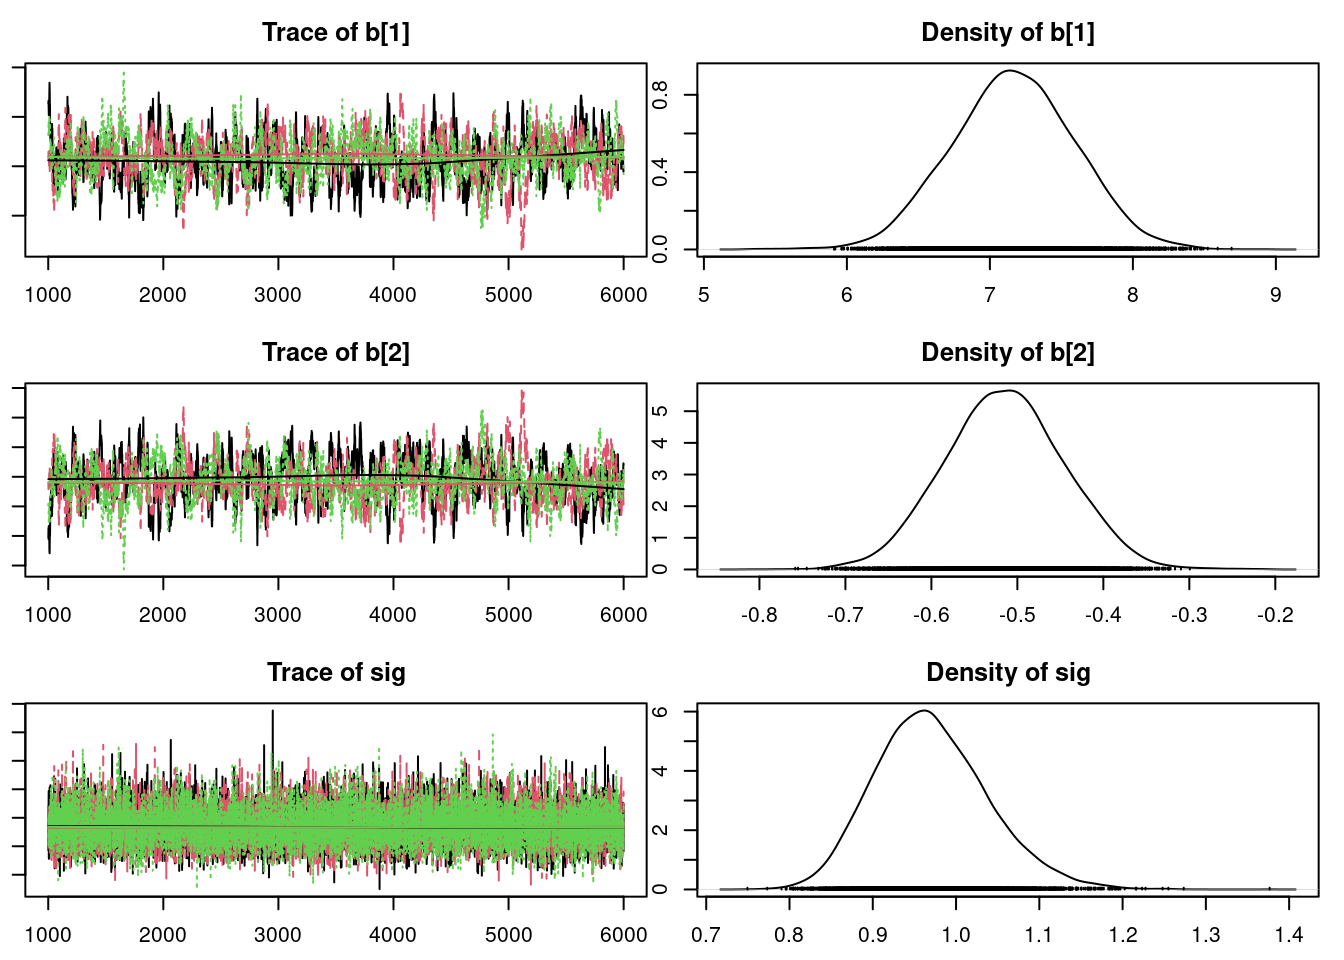 Trace of b[1]
1000 2000 3000 4000 5000 6000
Density of b[1]
0.0 0.4 0.8
5 6 7 8 9
Trace of b[2]
1000 2000 3000 4000 5000 6000
Density of b[2]
0 1 2 3 4 5
-0.8 -0.7 -0.6 -0.5 -0.4 -0.3 -0.2
Trace of sig
1000 2000 3000 4000 5000 6000
Density of sig
0 2 4 6
0.7 0.8 0.9 1.0 1.1 1.2 1.3 1.4